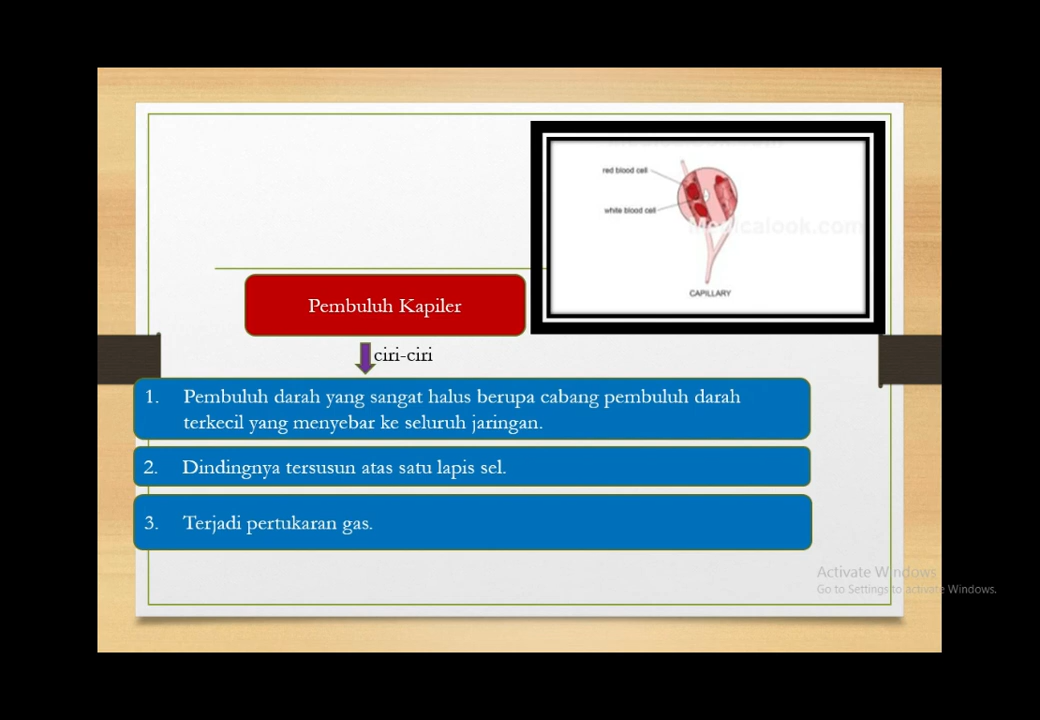 red blood cell
white blood cell
Medicalook.com
CAPILLARY
Pembuluh Kapiler
ciri-ciri
1. Pembuluh darah yang sangat halus berupa cabang pembuluh darah
terkecil yang menyebar ke seluruh jaringan.
2. Dindingnya tersusun atas satu lapis sel.
3. Terjadi pertukaran gas.
Activate Windows
Go to Settings to activate Windows.